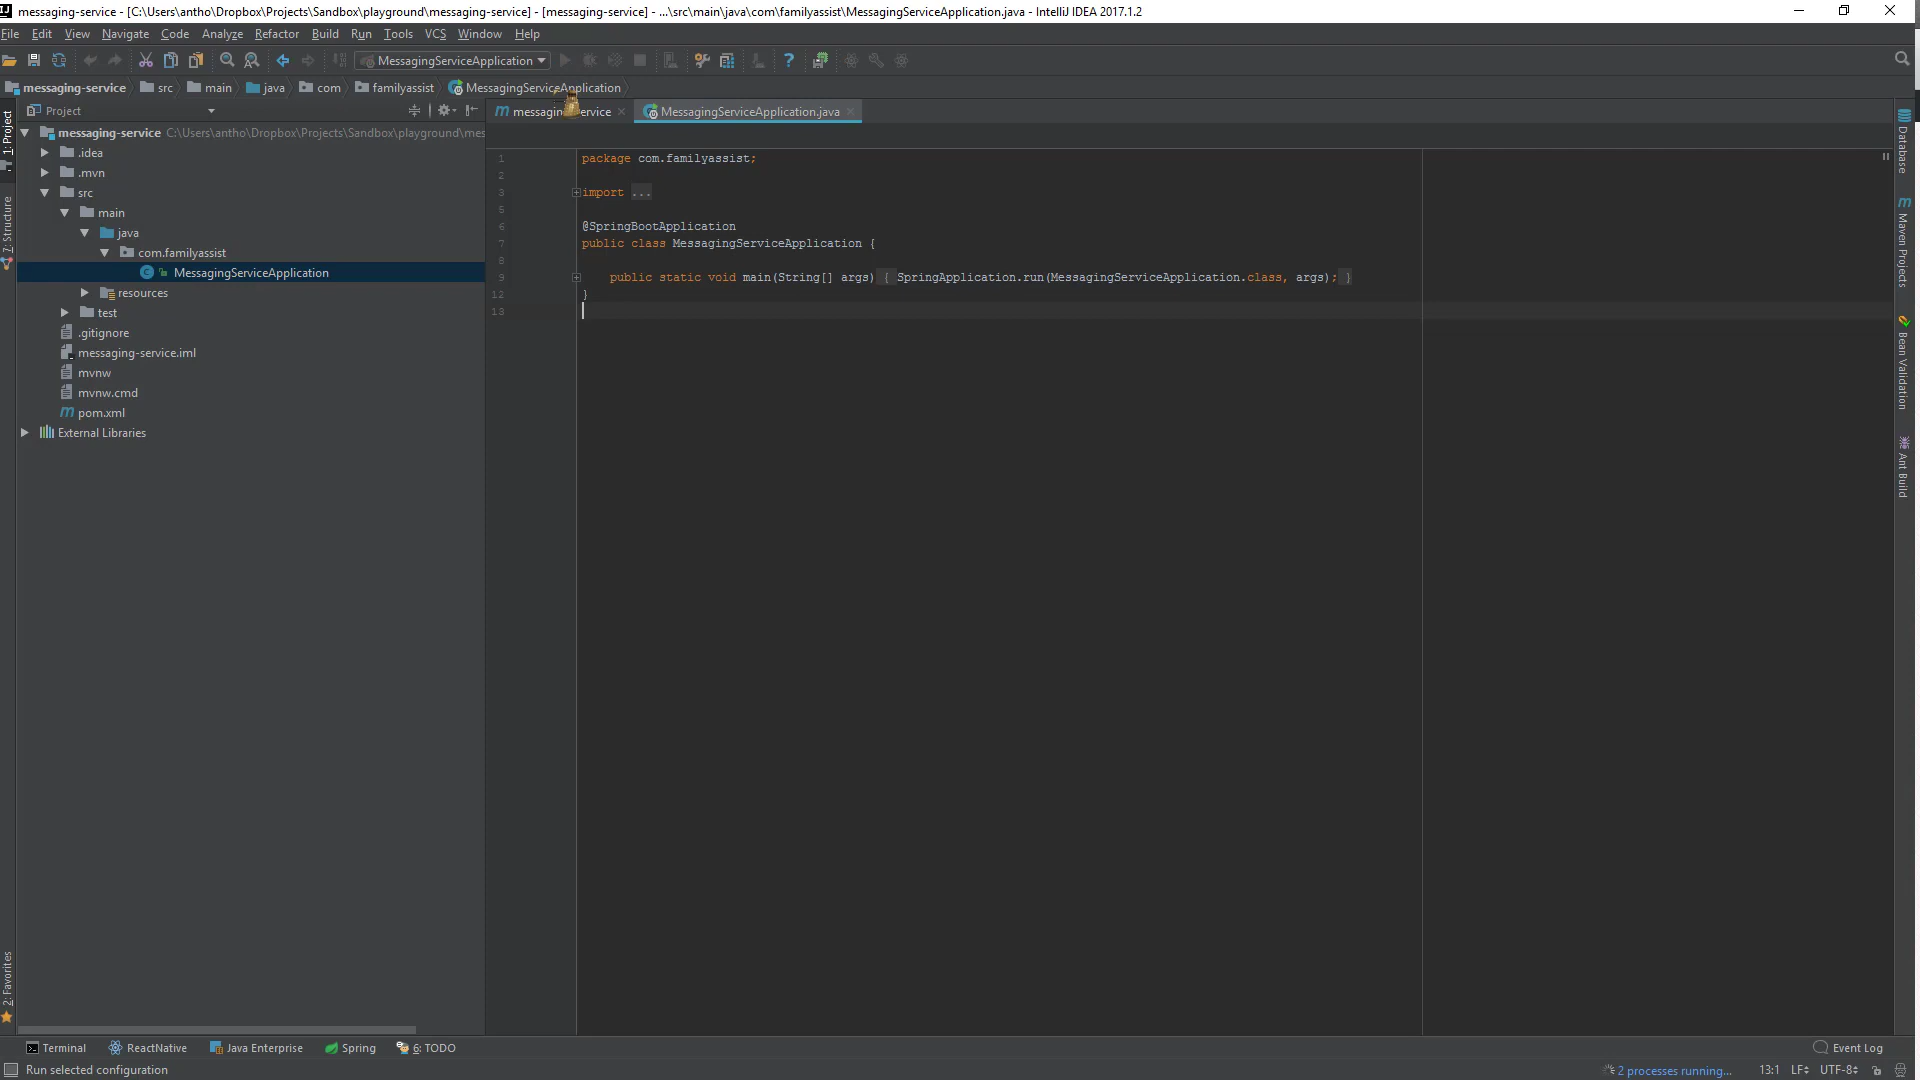 messaging-service - [C:\Users\antho\Dropbox\Projects\Sandbox\playground\messaging-service] - [messaging-service] - ...\src\main\java\com\familyassist\MessagingServiceApplication.java - IntelliJ IDEA 2017.1.2
File Edit View Navigate Code Analyze Refactor Build Run Tools VCS Window Help
MessagingServiceApplication
messaging-service src main java com familyassist MessagingServiceApplication
Project
messaging-service MessagingServiceApplication.java
messaging-service C:\Users\antho\Dropbox\Projects\Sandbox\playground\mes
.idea
.mvn
src
main
java
com.familyassist
MessagingServiceApplication
resources
test
.gitignore
messaging-service.iml
mvnw
mvnw.cmd
pom.xml
External Libraries
1 package com.familyassist;
2
3 import ...
5
6 @SpringBootApplication
7 public class MessagingServiceApplication {
8
9 public static void main(String[] args) { SpringApplication.run(MessagingServiceApplication.class, args); }
12 }
13
1: Project
7: Structure
2: Favorites
Database
Maven Projects
Bean Validation
Ant Build
Terminal ReactNative Java Enterprise Spring 6: TODO Event Log
Run selected configuration 2 processes running... 13:1 LF UTF-8